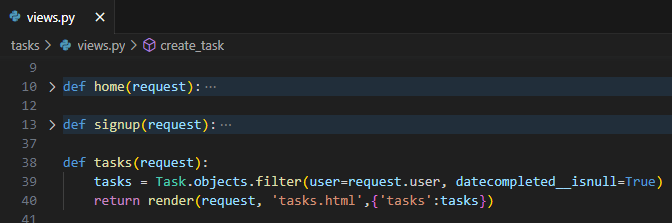 views.py ×
tasks > views.py > create_task
9
10 > def home(request): ···
12
13 > def signup(request): ···
37
38 def tasks(request):
39     tasks = Task.objects.filter(user=request.user, datecompleted__isnull=True)
40     return render(request, 'tasks.html',{'tasks':tasks})
41